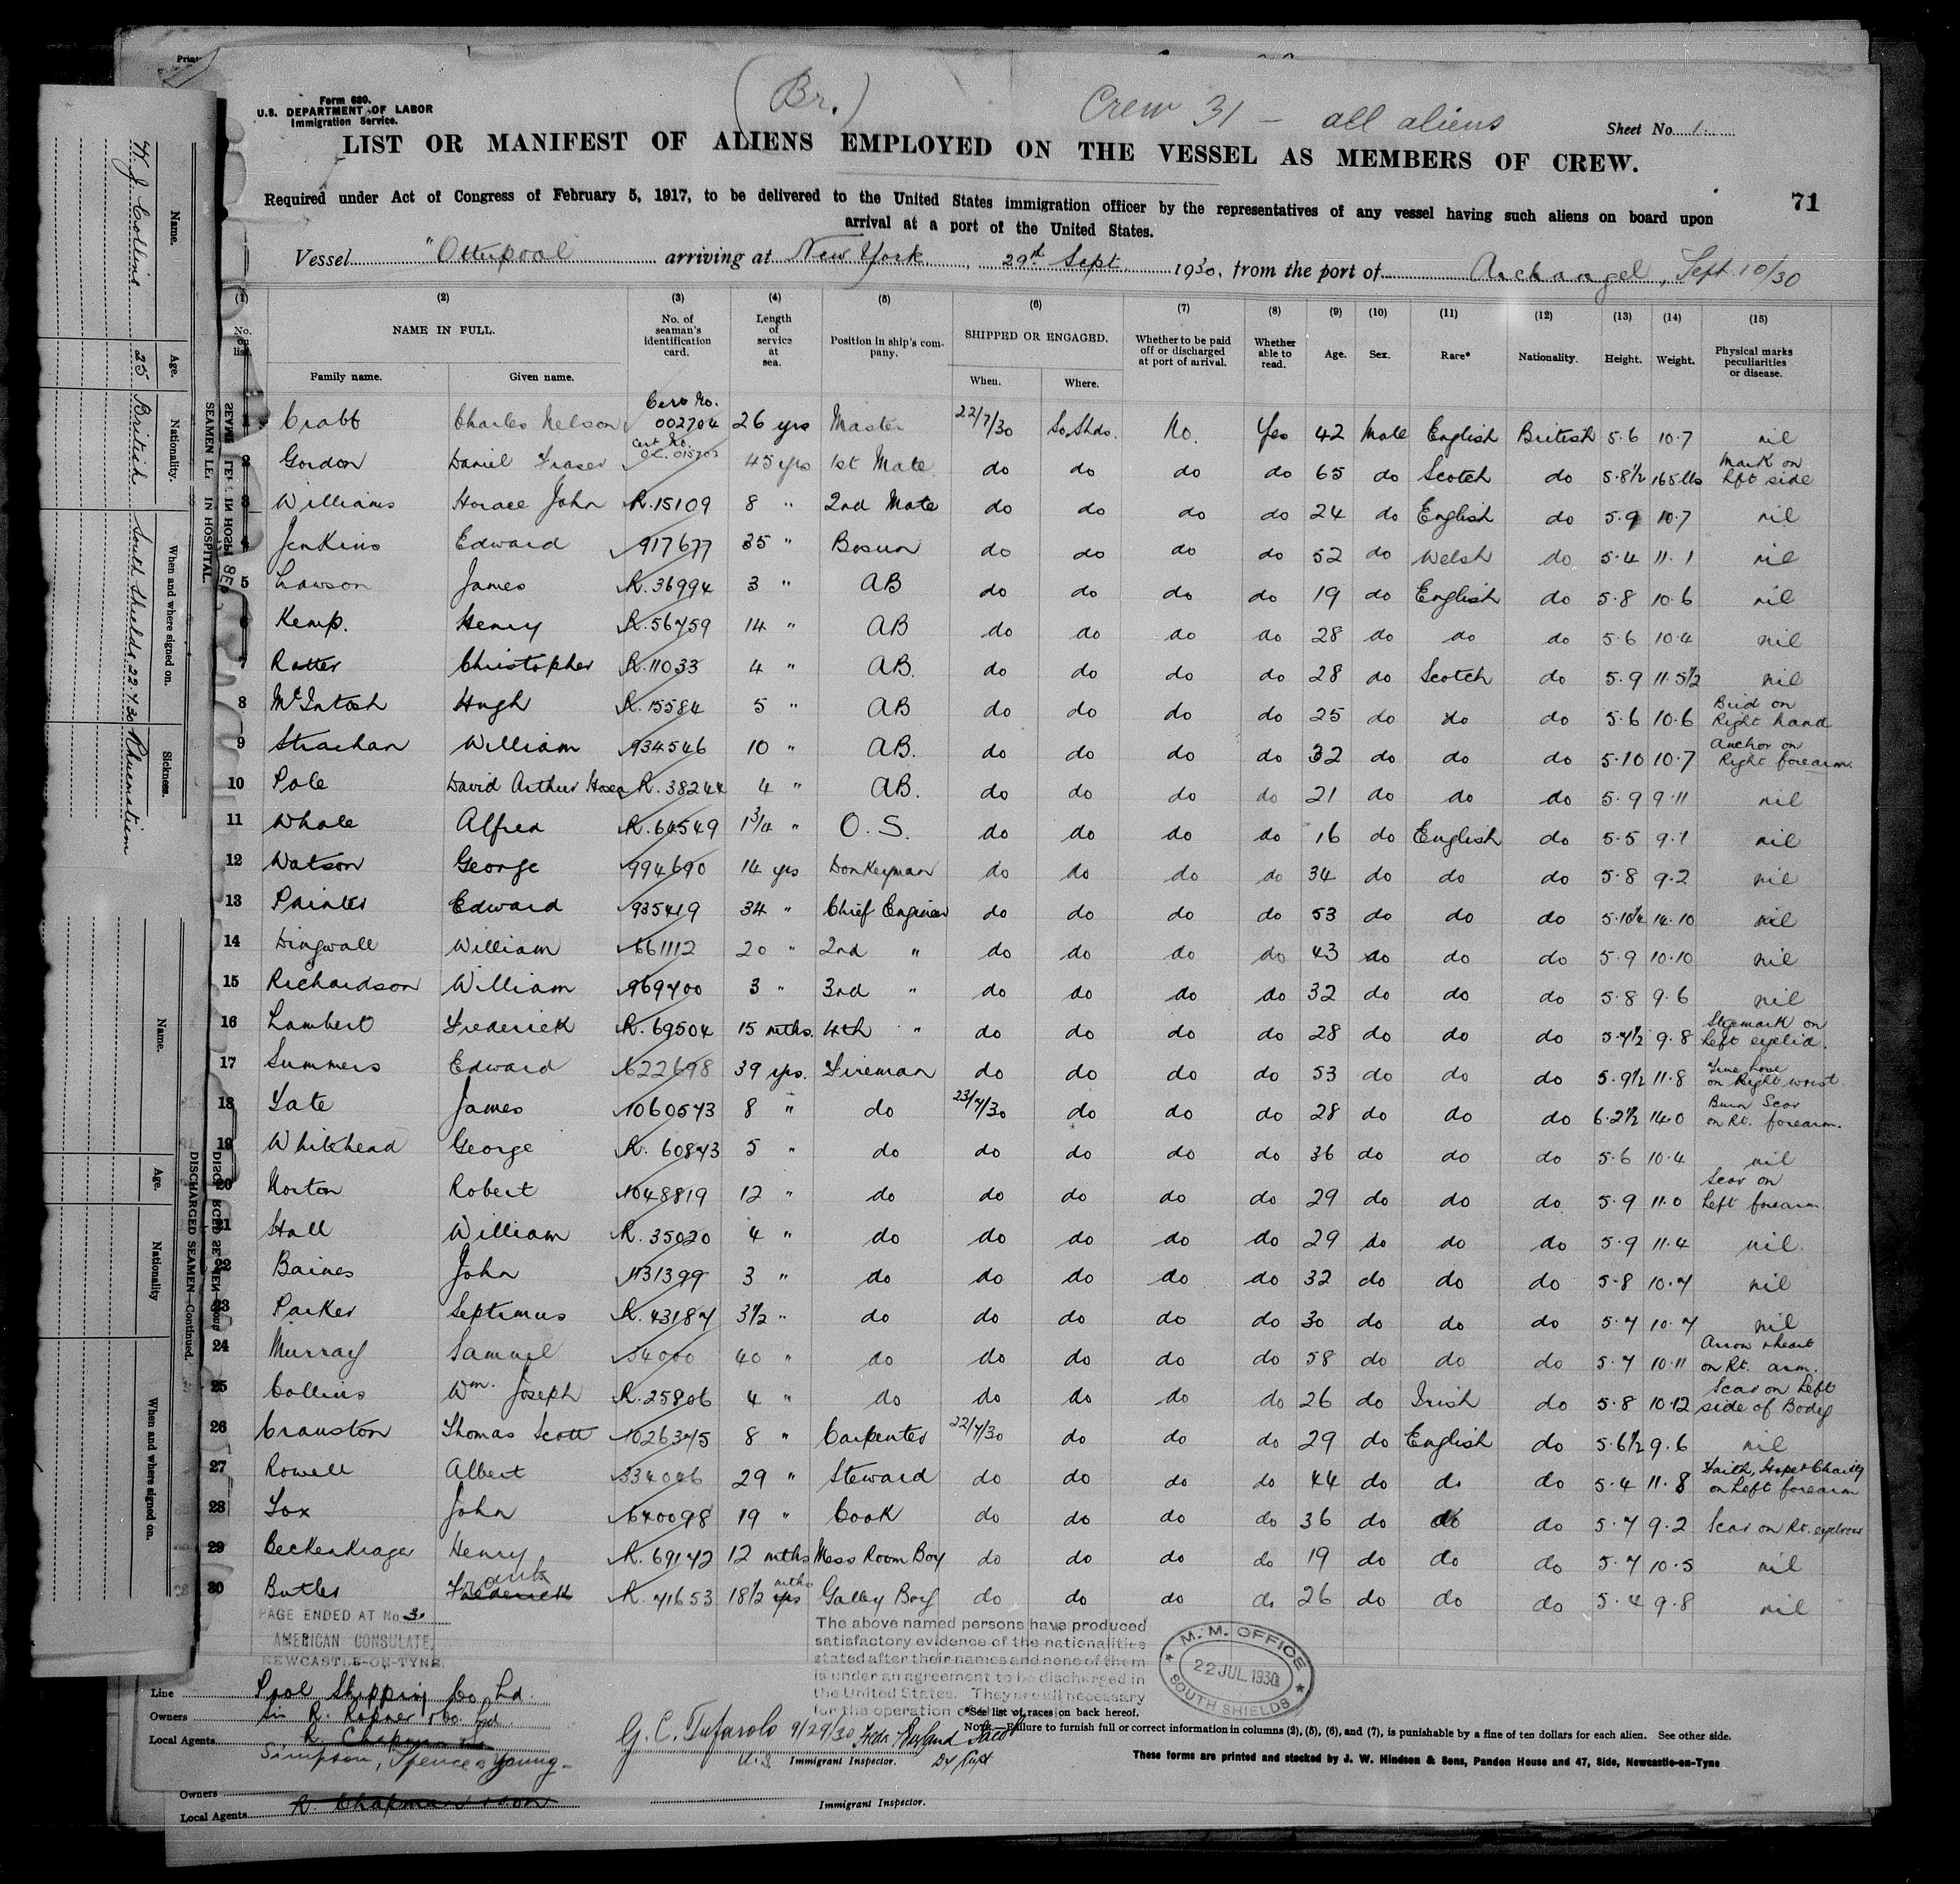 Form 680.
U.S. DEPARTMENT OF LABOR
Immigration Service.
(Br.)
Crew 31 - all aliens
Sheet No. 1
LIST OR MANIFEST OF ALIENS EMPLOYED ON THE VESSEL AS MEMBERS OF CREW.
71
Required under Act of Congress of February 5, 1917, to be delivered to the United States immigration officer by the representatives of any vessel having such aliens on board upon
arrival at a port of the United States.
Vessel "Otterpool arriving at New York, 29th Sept 1930, from the port of Archangel, Sept 10/30
(1) (2) (3) (4) (5) (6) (7) (8) (9) (10) (11) (12) (13) (14) (15)
No. on list. NAME IN FULL. Family name. Given name. No. of seaman's identification card. Length of service at sea. Position in ship's company. SHIPPED OR ENGAGED. When. Where. Whether to be paid off or discharged at port of arrival. Whether able to read. Age. Sex. Race* Nationality. Height. Weight. Physical marks peculiarities or disease.
1 Crabb Charles Nelson 002704 26 yrs Master 22/7/30 So. Shds. No. Yes 42 Male English British 5.6 10.7 nil
2 Gordon Daniel Fraser 45 yrs 1st Mate do do do do 65 do Scotch do 5.8½ 165 lbs Mark on left side
3 Williams Horace John R.15109 8 " 2nd Mate do do do do 24 do English do 5.9 10.7 nil
4 Jenkins Edward 917677 35 " Bosun do do do do 52 do Welsh do 5.4 11.1 nil
5 Lawson James R.36994 3 " AB do do do do 19 do English do 5.8 10.6 nil
6 Kemp. Henry R.56759 14 " AB do do do do 28 do do do 5.6 10.4 nil
7 Rotter Christopher R.11033 4 " AB. do do do do 28 do Scotch do 5.9 11.5½ nil
8 McIntosh Hugh R.15584 5 " AB do do do do 25 do do do 5.6 10.6 Bird on Right hand
9 Strachan William 934546 10 " AB. do do do do 32 do do do 5.10 10.7 Anchor on Right forearm.
10 Pole David Arthur Hosea R.38244 4 " AB. do do do do 21 do do do 5.9 9.11 nil
11 Whale Alfred R.64549 1¾ " O.S. do do do do 16 do English do 5.5 9.1 nil
12 Watson George 994690 14 yrs Donkeyman do do do do 34 do do do 5.8 9.2 nil
13 Painter Edward 935419 34 " Chief Engineer do do do do 53 do do do 14.10 nil
14 Dingwall William 661112 20 " 2nd " do do do do 43 do do do 5.9 10.10 nil
15 Richardson William 969700 3 " 3rd " do do do do 32 do do do 5.8 9.6 nil
16 Lambert Frederick R.69504 15 mths. 4th " do do do do 28 do do do 5.7½ 9.8 on Left eyelid.
17 Summers Edward 622698 39 yrs. Fireman do do do do 53 do do do 5.9½ 11.8 on Right wrist.
18 Tate James 1060573 8 " do 23/7/30 do do do 28 do do do 6.2½ 14.0 Burn Scar on Rt. forearm.
19 Whitehead George R. 60873 5 " do do do do do 36 do do do 5.6 10.4 nil
20 Norton Robert 1048819 12 " do do do do do 29 do do do 5.9 11.0 Scar on Left forearm.
21 Hall William R. 35020 4 " do do do do do 29 do do do 5.9 11.4 nil.
22 Baines John 1131399 3 " do do do do do 32 do do do 5.8 10.7 nil
23 Parker Septimus R. 43187 3½ " do do do do do 30 do do do 5.7 10.7 nil
24 Murray Samuel 54000 40 " do do do do do 58 do do do 5.7 10.11 Arrow & heart on Rt. arm.
25 Collins Wm. Joseph R.25806 4 " do do do do do 26 do Irish do 5.8 10.12 Scar on Left side of Body
26 Cranston Thomas Scott 1026375 8 " Carpenter 22/7/30 do do do 29 do English do 5.6½ 9.6 nil
27 Rowell Albert 334046 29 " Steward do do do do 44 do do do 5.4 11.8 Faith, Hope & Charity on Left forearm
28 Fox John 640098 19 " Cook do do do do 36 do do do 5.7 9.2 Scar on Rt. eyebrow
29 Beckenkrager Henry R. 69172 12 mths Mess Room Boy do do do do 19 do do do 5.7 10.5 nil
30 Butler Frank Frederick R. 71653 18½ mths yrs Galley Boy do do do do 26 do do do 5.4 9.8 nil
PAGE ENDED AT No 30
AMERICAN CONSULATE,
NEWCASTLE-ON-TYNE
The above named persons have produced
satisfactory evidence of the nationalities
stated after their names and none of them
is under an agreement to be discharged in
the United States. They are all necessary
for the operation of
M. M. OFFICE
22 JUL 1930
SOUTH SHIELDS
Line Pool Shipping Co Ld.
Owners Sir R. Ropner & Co. Ltd.
Local Agents R. Chapman
Simpson, Spence & Young
G. C. Tufarolo 9/29/30
U.S. Immigrant Inspector.
*See list of races on back hereof.
Note.—Failure to furnish full or correct information in columns (2), (5), (6), and (7), is punishable by a fine of ten dollars for each alien. See other side.
These forms are printed and stocked by J. W. Hindson & Sons, Pandon House and 47, Side, Newcastle-on-Tyne
Owners
Local Agents R. Chapman & Son
Immigrant Inspector.
SEAMEN LEFT IN HOSPITAL.
Name. Age. Nationality. When and where signed on. Sickness.
W. J. Collins 25 British South Shields 22.7.30 Rheumatism
DISCHARGED SEAMEN—Continued.
Name. Age. Nationality When and where signed on.